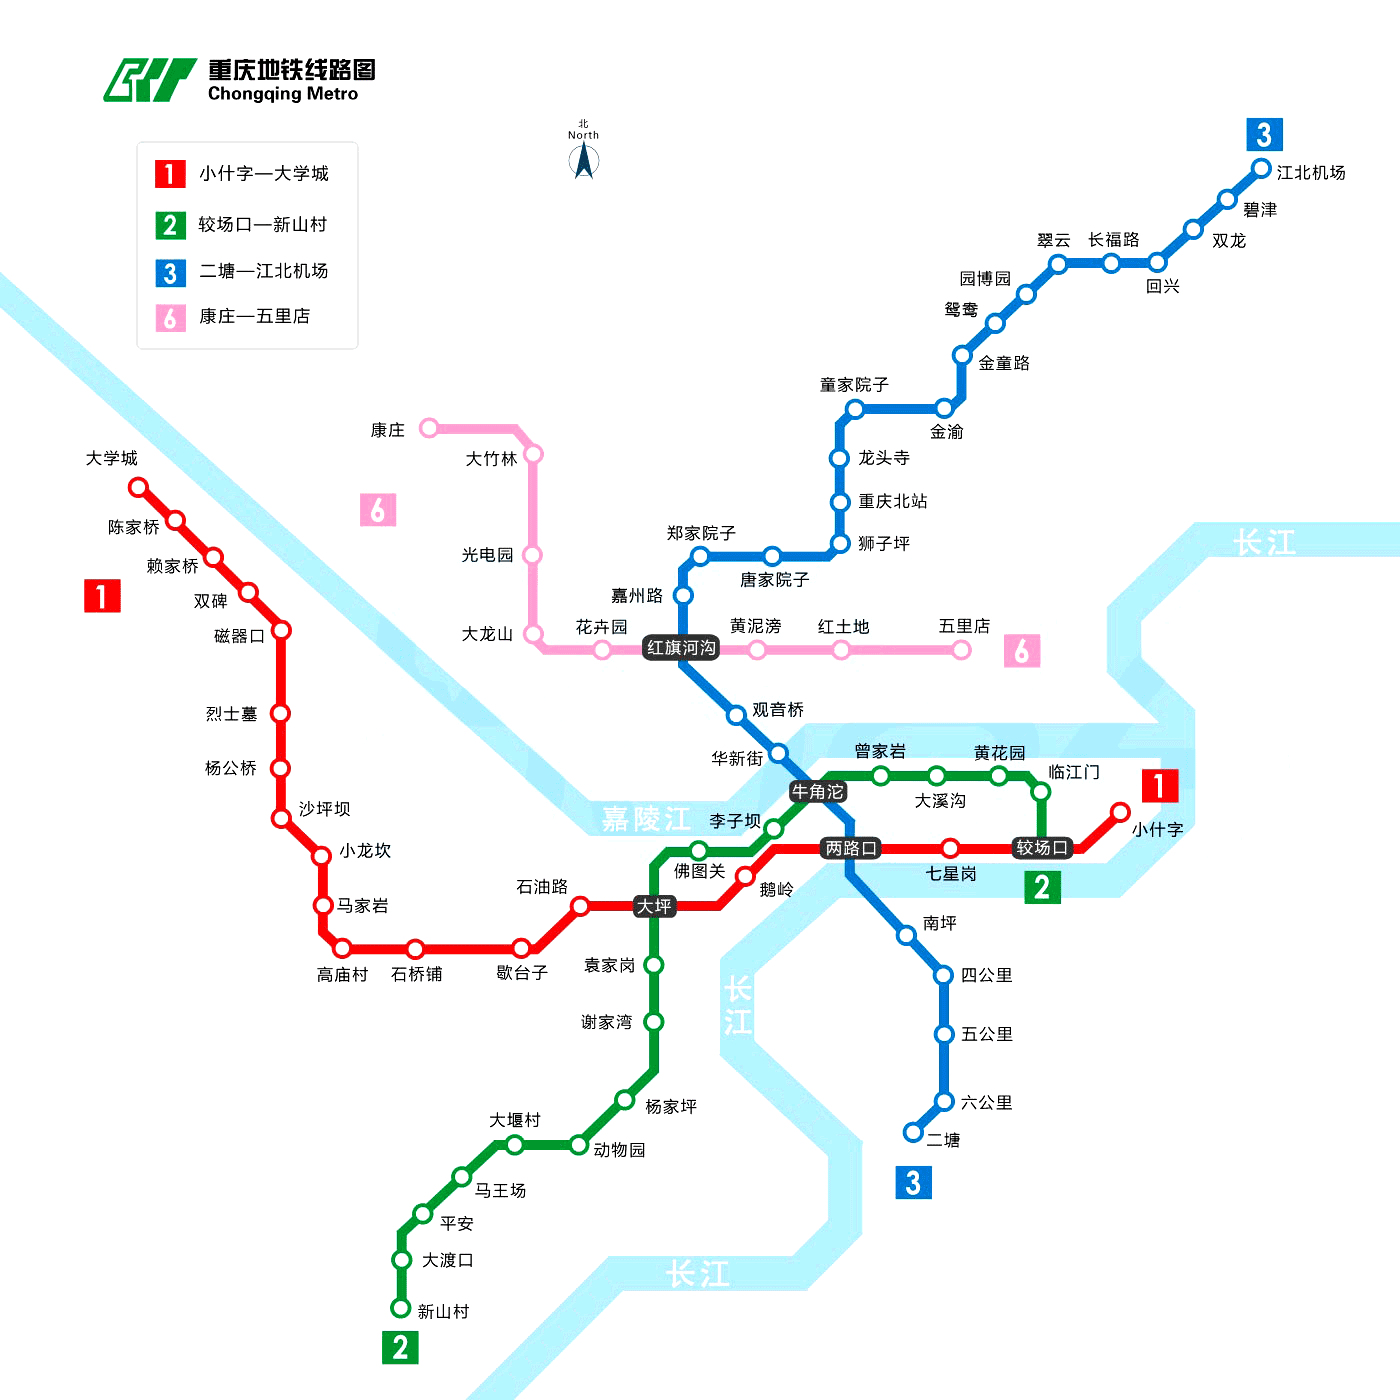 重庆地铁线路图
Chongqing Metro
北
North
1 小什字—大学城
2 较场口—新山村
3 二塘—江北机场
6 康庄—五里店
3
江北机场
碧津
双龙
回兴
长福路
翠云
园博园
鸳鸯
金童路
金渝
童家院子
龙头寺
重庆北站
狮子坪
唐家院子
郑家院子
嘉州路
红旗河沟
观音桥
华新街
牛角沱
两路口
南坪
四公里
五公里
六公里
二塘
3
康庄
大竹林
6
光电园
大龙山
花卉园
黄泥滂
红土地
五里店
6
大学城
陈家桥
赖家桥
1
双碑
磁器口
烈士墓
杨公桥
沙坪坝
小龙坎
马家岩
高庙村
石桥铺
歇台子
石油路
大坪
鹅岭
七星岗
较场口
小什字
1
2
临江门
黄花园
大溪沟
曾家岩
李子坝
佛图关
袁家岗
谢家湾
杨家坪
动物园
大堰村
马王场
平安
大渡口
新山村
2
长江
嘉陵江
长江
长江